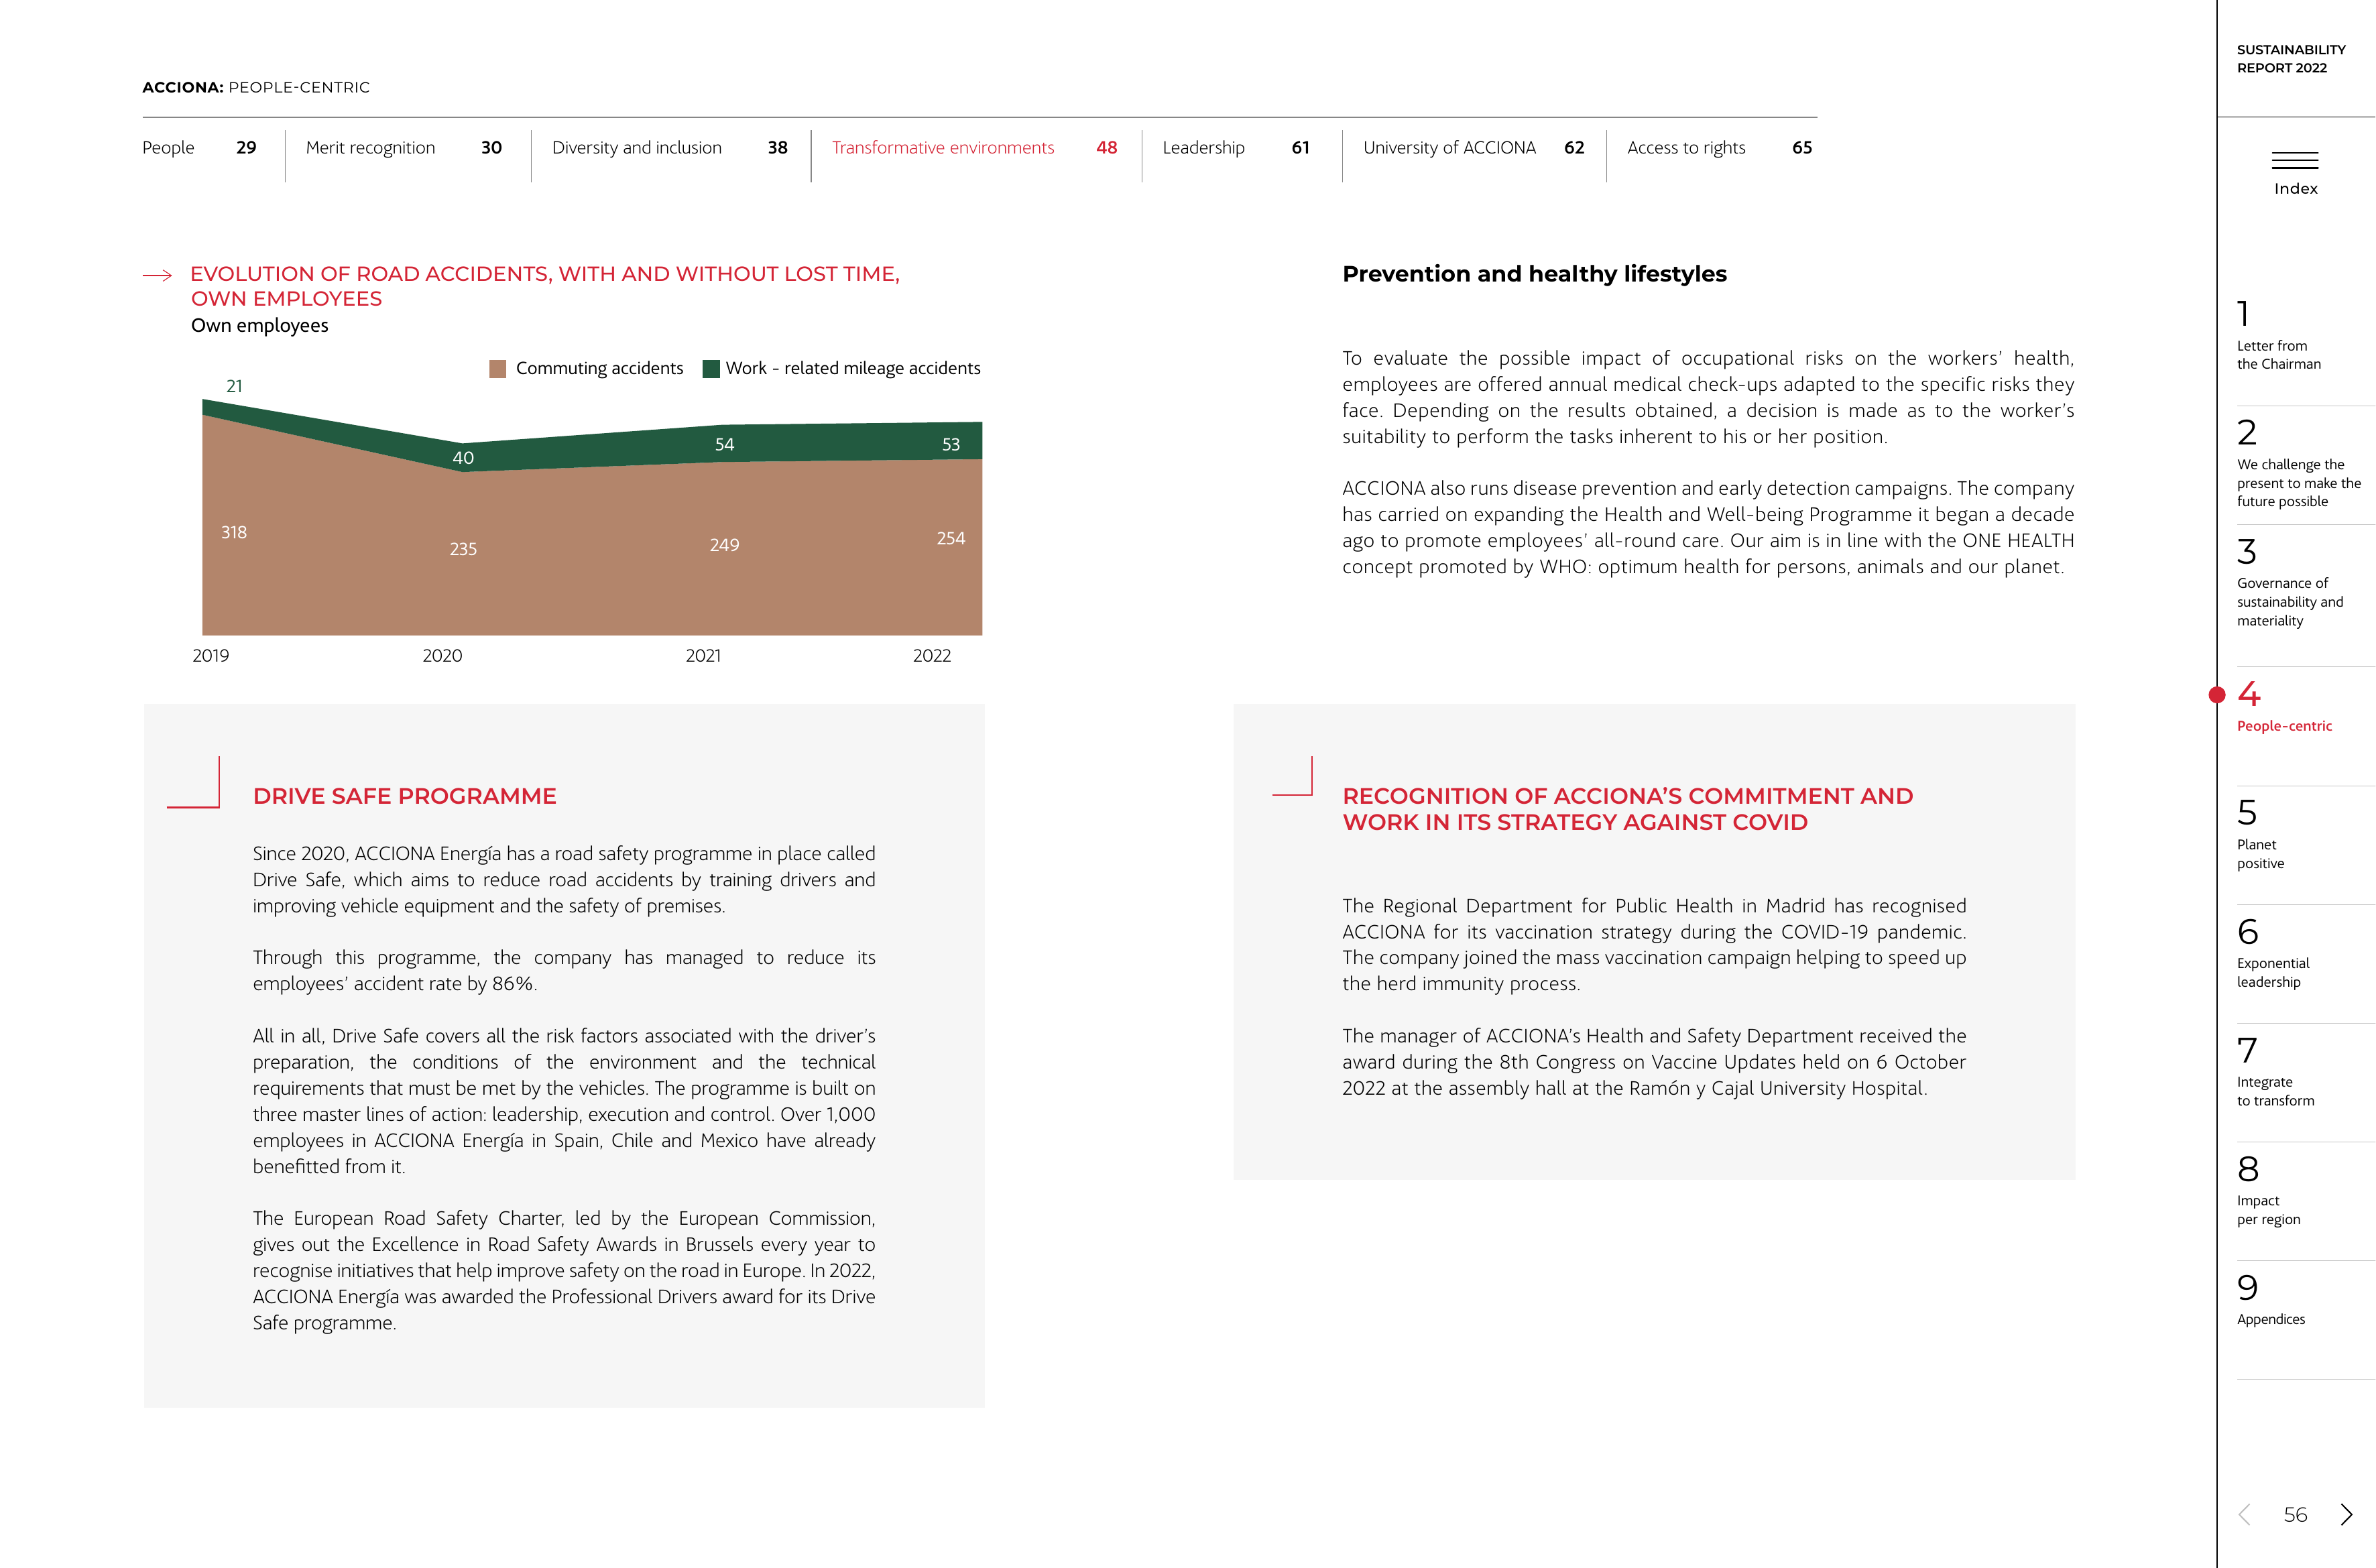 ACCIONA: PEOPLE-CENTRIC
People 29 Merit recognition 30 Diversity and inclusion 38 Transformative environments 48 Leadership 61 University of ACCIONA 62 Access to rights 65
EVOLUTION OF ROAD ACCIDENTS, WITH AND WITHOUT LOST TIME,
OWN EMPLOYEES
Own employees
Commuting accidents Work - related mileage accidents
21
40
54
53
318
235
249
254
2019 2020 2021 2022
DRIVE SAFE PROGRAMME
Since 2020, ACCIONA Energía has a road safety programme in place called
Drive Safe, which aims to reduce road accidents by training drivers and
improving vehicle equipment and the safety of premises.
Through this programme, the company has managed to reduce its
employees’ accident rate by 86%.
All in all, Drive Safe covers all the risk factors associated with the driver’s
preparation, the conditions of the environment and the technical
requirements that must be met by the vehicles. The programme is built on
three master lines of action: leadership, execution and control. Over 1,000
employees in ACCIONA Energía in Spain, Chile and Mexico have already
benefitted from it.
The European Road Safety Charter, led by the European Commission,
gives out the Excellence in Road Safety Awards in Brussels every year to
recognise initiatives that help improve safety on the road in Europe. In 2022,
ACCIONA Energía was awarded the Professional Drivers award for its Drive
Safe programme.
Prevention and healthy lifestyles
To evaluate the possible impact of occupational risks on the workers’ health,
employees are offered annual medical check-ups adapted to the specific risks they
face. Depending on the results obtained, a decision is made as to the worker’s
suitability to perform the tasks inherent to his or her position.
ACCIONA also runs disease prevention and early detection campaigns. The company
has carried on expanding the Health and Well-being Programme it began a decade
ago to promote employees’ all-round care. Our aim is in line with the ONE HEALTH
concept promoted by WHO: optimum health for persons, animals and our planet.
RECOGNITION OF ACCIONA’S COMMITMENT AND
WORK IN ITS STRATEGY AGAINST COVID
The Regional Department for Public Health in Madrid has recognised
ACCIONA for its vaccination strategy during the COVID-19 pandemic.
The company joined the mass vaccination campaign helping to speed up
the herd immunity process.
The manager of ACCIONA’s Health and Safety Department received the
award during the 8th Congress on Vaccine Updates held on 6 October
2022 at the assembly hall at the Ramón y Cajal University Hospital.
SUSTAINABILITY
REPORT 2022
Index
1
Letter from
the Chairman
2
We challenge the
present to make the
future possible
3
Governance of
sustainability and
materiality
4
People-centric
5
Planet
positive
6
Exponential
leadership
7
Integrate
to transform
8
Impact
per region
9
Appendices
56